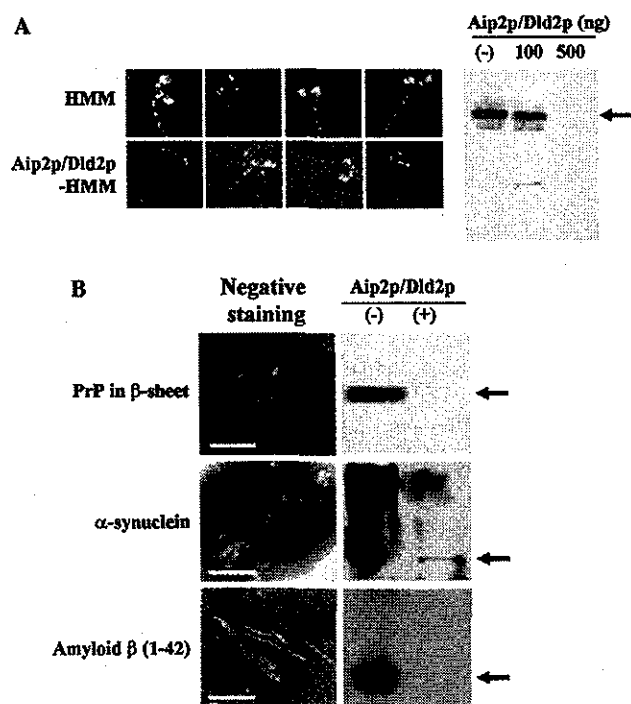 A
HMM
Aip2p/Dld2p
-HMM
Aip2p/Dld2p (ng)
(-) 100 500
B
Negative
staining
Aip2p/Dld2p
(-) (+)
PrP in β-sheet
α-synuclein
Amyloid β (1-42)